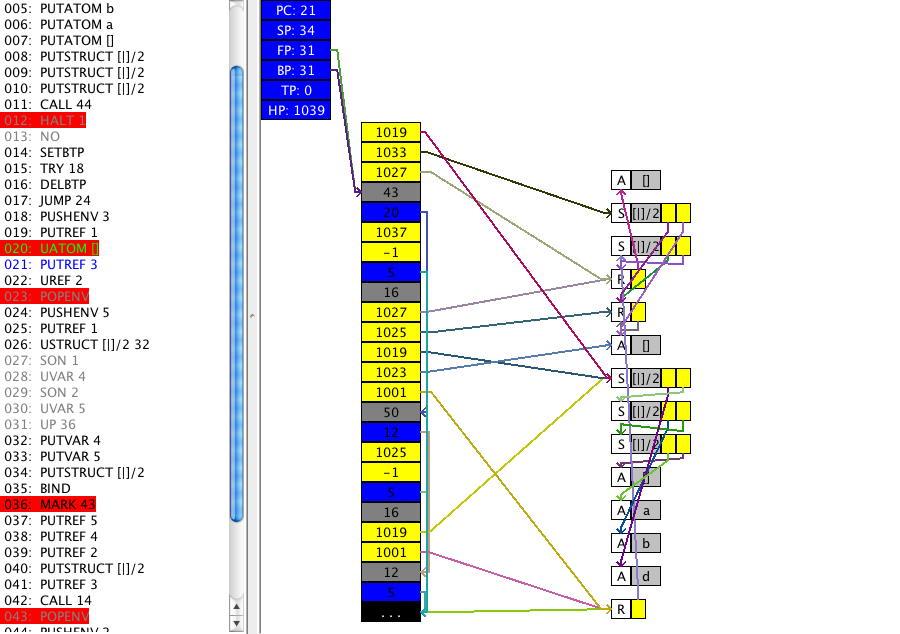 005: PUTATOM b
006: PUTATOM a
007: PUTATOM []
008: PUTSTRUCT [|]/2
009: PUTSTRUCT [|]/2
010: PUTSTRUCT [|]/2
011: CALL 44
012: HALT 1
013: NO
014: SETBTP
015: TRY 18
016: DELBTP
017: JUMP 24
018: PUSHENV 3
019: PUTREF 1
020: UATOM []
021: PUTREF 3
022: UREF 2
023: POPENV
024: PUSHENV 5
025: PUTREF 1
026: USTRUCT [|]/2 32
027: SON 1
028: UVAR 4
029: SON 2
030: UVAR 5
031: UP 36
032: PUTVAR 4
033: PUTVAR 5
034: PUTSTRUCT [|]/2
035: BIND
036: MARK 43
037: PUTREF 5
038: PUTREF 4
039: PUTREF 2
040: PUTSTRUCT [|]/2
041: PUTREF 3
042: CALL 14
043: POPENV
044: PUSHENV 2
PC: 21
SP: 34
FP: 31
BP: 31
TP: 0
HP: 1039
1019
1033
1027
43
20
1037
-1
5
16
1027
1025
1019
1023
1001
50
12
1025
-1
5
16
1019
1001
12
5
...
A []
S [|]/2
S [|]/2
R
R
A []
S [|]/2
S [|]/2
S [|]/2
A []
A a
A b
A d
R